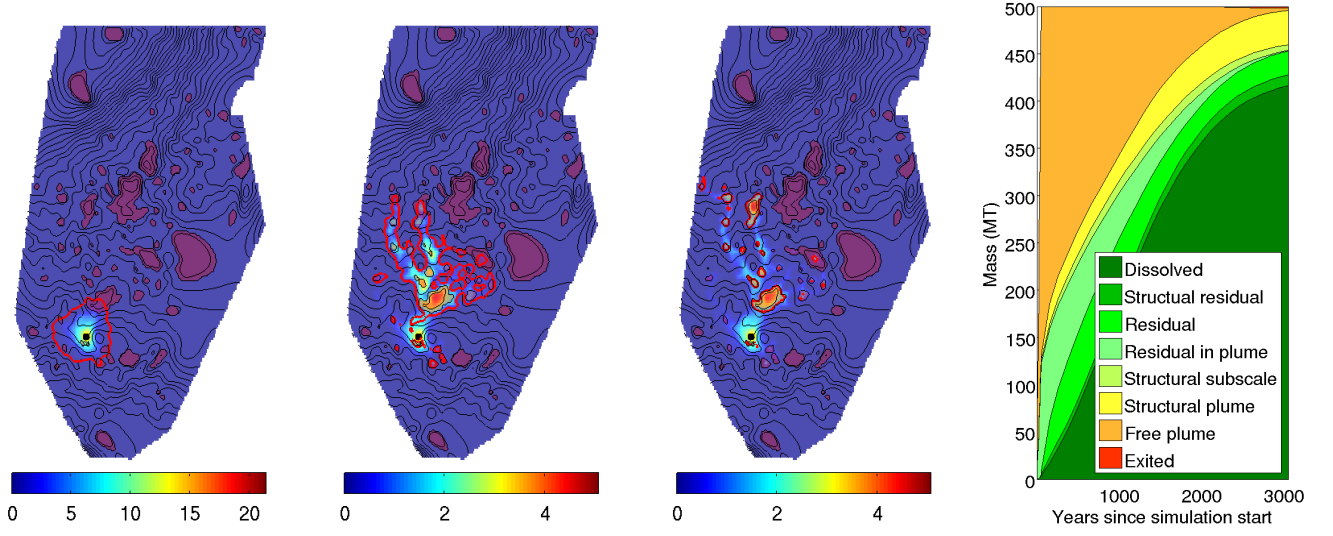 0 5 10 15 20
0 2 4
0 2 4
500
450
400
350
300
250
200
150
100
50
0
Mass (MT)
Dissolved
Structual residual
Residual
Residual in plume
Structural subscale
Structural plume
Free plume
Exited
1000 2000 3000
Years since simulation start